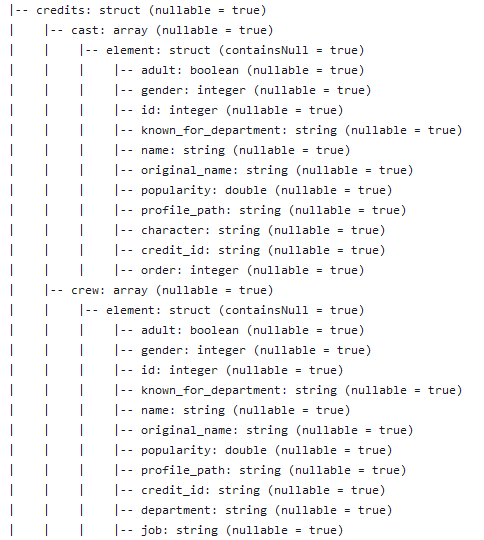 |-- credits: struct (nullable = true)
|    |-- cast: array (nullable = true)
|    |    |-- element: struct (containsNull = true)
|    |    |    |-- adult: boolean (nullable = true)
|    |    |    |-- gender: integer (nullable = true)
|    |    |    |-- id: integer (nullable = true)
|    |    |    |-- known_for_department: string (nullable = true)
|    |    |    |-- name: string (nullable = true)
|    |    |    |-- original_name: string (nullable = true)
|    |    |    |-- popularity: double (nullable = true)
|    |    |    |-- profile_path: string (nullable = true)
|    |    |    |-- character: string (nullable = true)
|    |    |    |-- credit_id: string (nullable = true)
|    |    |    |-- order: integer (nullable = true)
|    |-- crew: array (nullable = true)
|    |    |-- element: struct (containsNull = true)
|    |    |    |-- adult: boolean (nullable = true)
|    |    |    |-- gender: integer (nullable = true)
|    |    |    |-- id: integer (nullable = true)
|    |    |    |-- known_for_department: string (nullable = true)
|    |    |    |-- name: string (nullable = true)
|    |    |    |-- original_name: string (nullable = true)
|    |    |    |-- popularity: double (nullable = true)
|    |    |    |-- profile_path: string (nullable = true)
|    |    |    |-- credit_id: string (nullable = true)
|    |    |    |-- department: string (nullable = true)
|    |    |    |-- job: string (nullable = true)